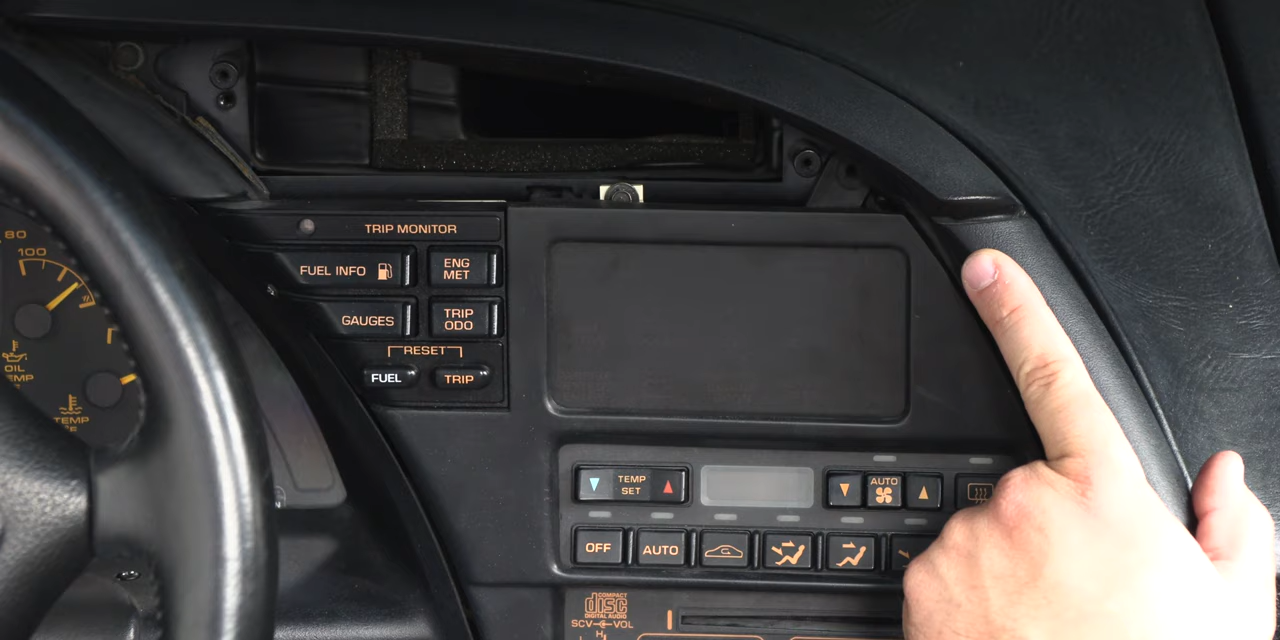 80
100
TRIP MONITOR
FUEL INFO
ENG
MET
GAUGES
TRIP
ODO
RESET
FUEL
TRIP
OIL
TEMP
TEMP
°F
TEMP
SET
AUTO
OFF
AUTO
COMPACT
disc
DIGITAL AUDIO
SCV
VOL
H